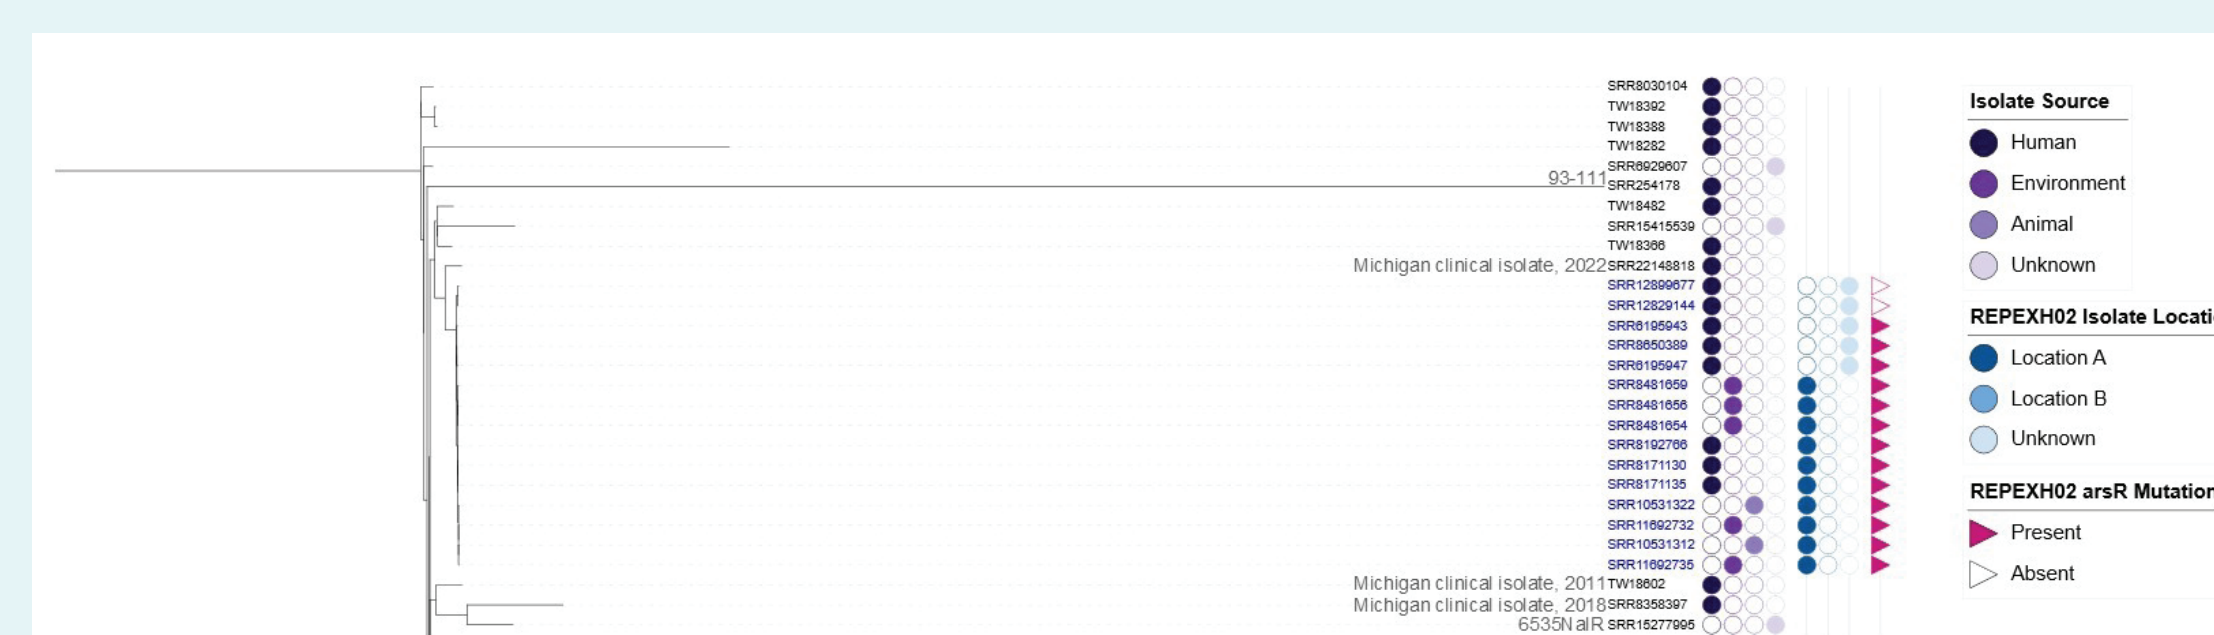 SRR8030104
TW18392
TW18388
TW18282
SRR6929607
93-111 SRR254178
TW18482
SRR15415539
TW18366
Michigan clinical isolate, 2022 SRR22148818
SRR12899677
SRR12829144
SRR6195943
SRR8650389
SRR6195947
SRR8481659
SRR8481656
SRR8481654
SRR8192766
SRR8171130
SRR8171135
SRR10531322
SRR11692732
SRR10531312
SRR11692735
Michigan clinical isolate, 2011 TW18602
Michigan clinical isolate, 2018 SRR8358397
6535NalR SRR15277995
Isolate Source
Human
Environment
Animal
Unknown
REPEXH02 Isolate Locati
Location A
Location B
Unknown
REPEXH02 arsR Mutation
Present
Absent